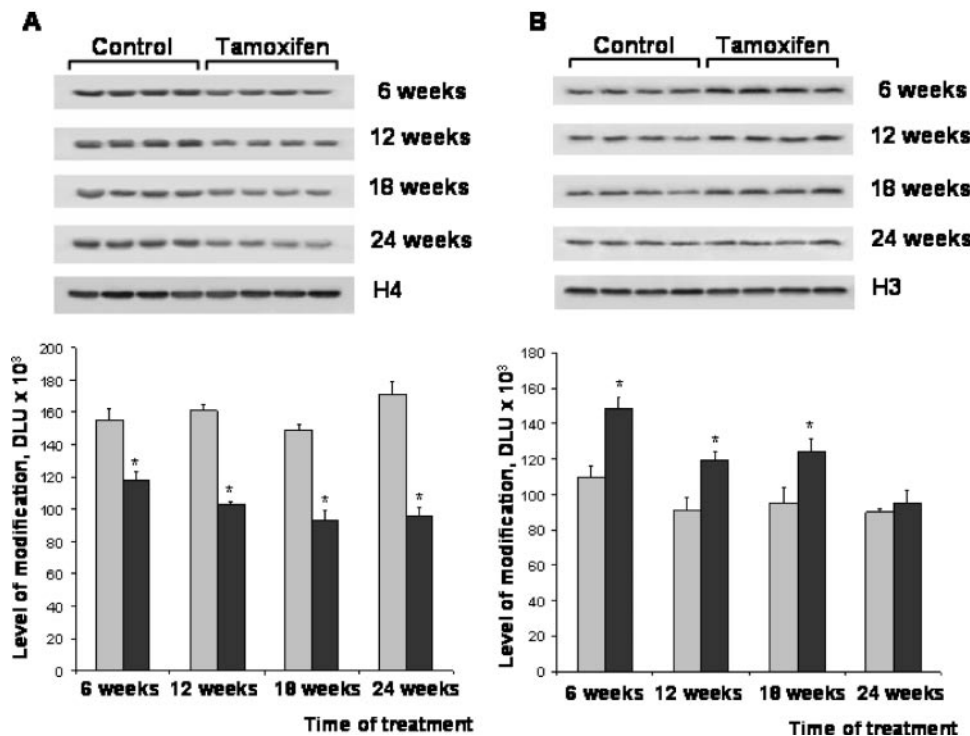 A
Control Tamoxifen
6 weeks
12 weeks
18 weeks
24 weeks
H4
Level of modification, DLU x 10³
200
180
160
140
120
100
80
60
40
20
0
* * * *
6 weeks 12 weeks 18 weeks 24 weeks
Time of treatment
B
Control Tamoxifen
6 weeks
12 weeks
18 weeks
24 weeks
H3
Level of modification, DLU x 10³
180
160
140
120
100
80
60
40
20
0
* * *
6 weeks 12 weeks 18 weeks 24 weeks
Time of treatment